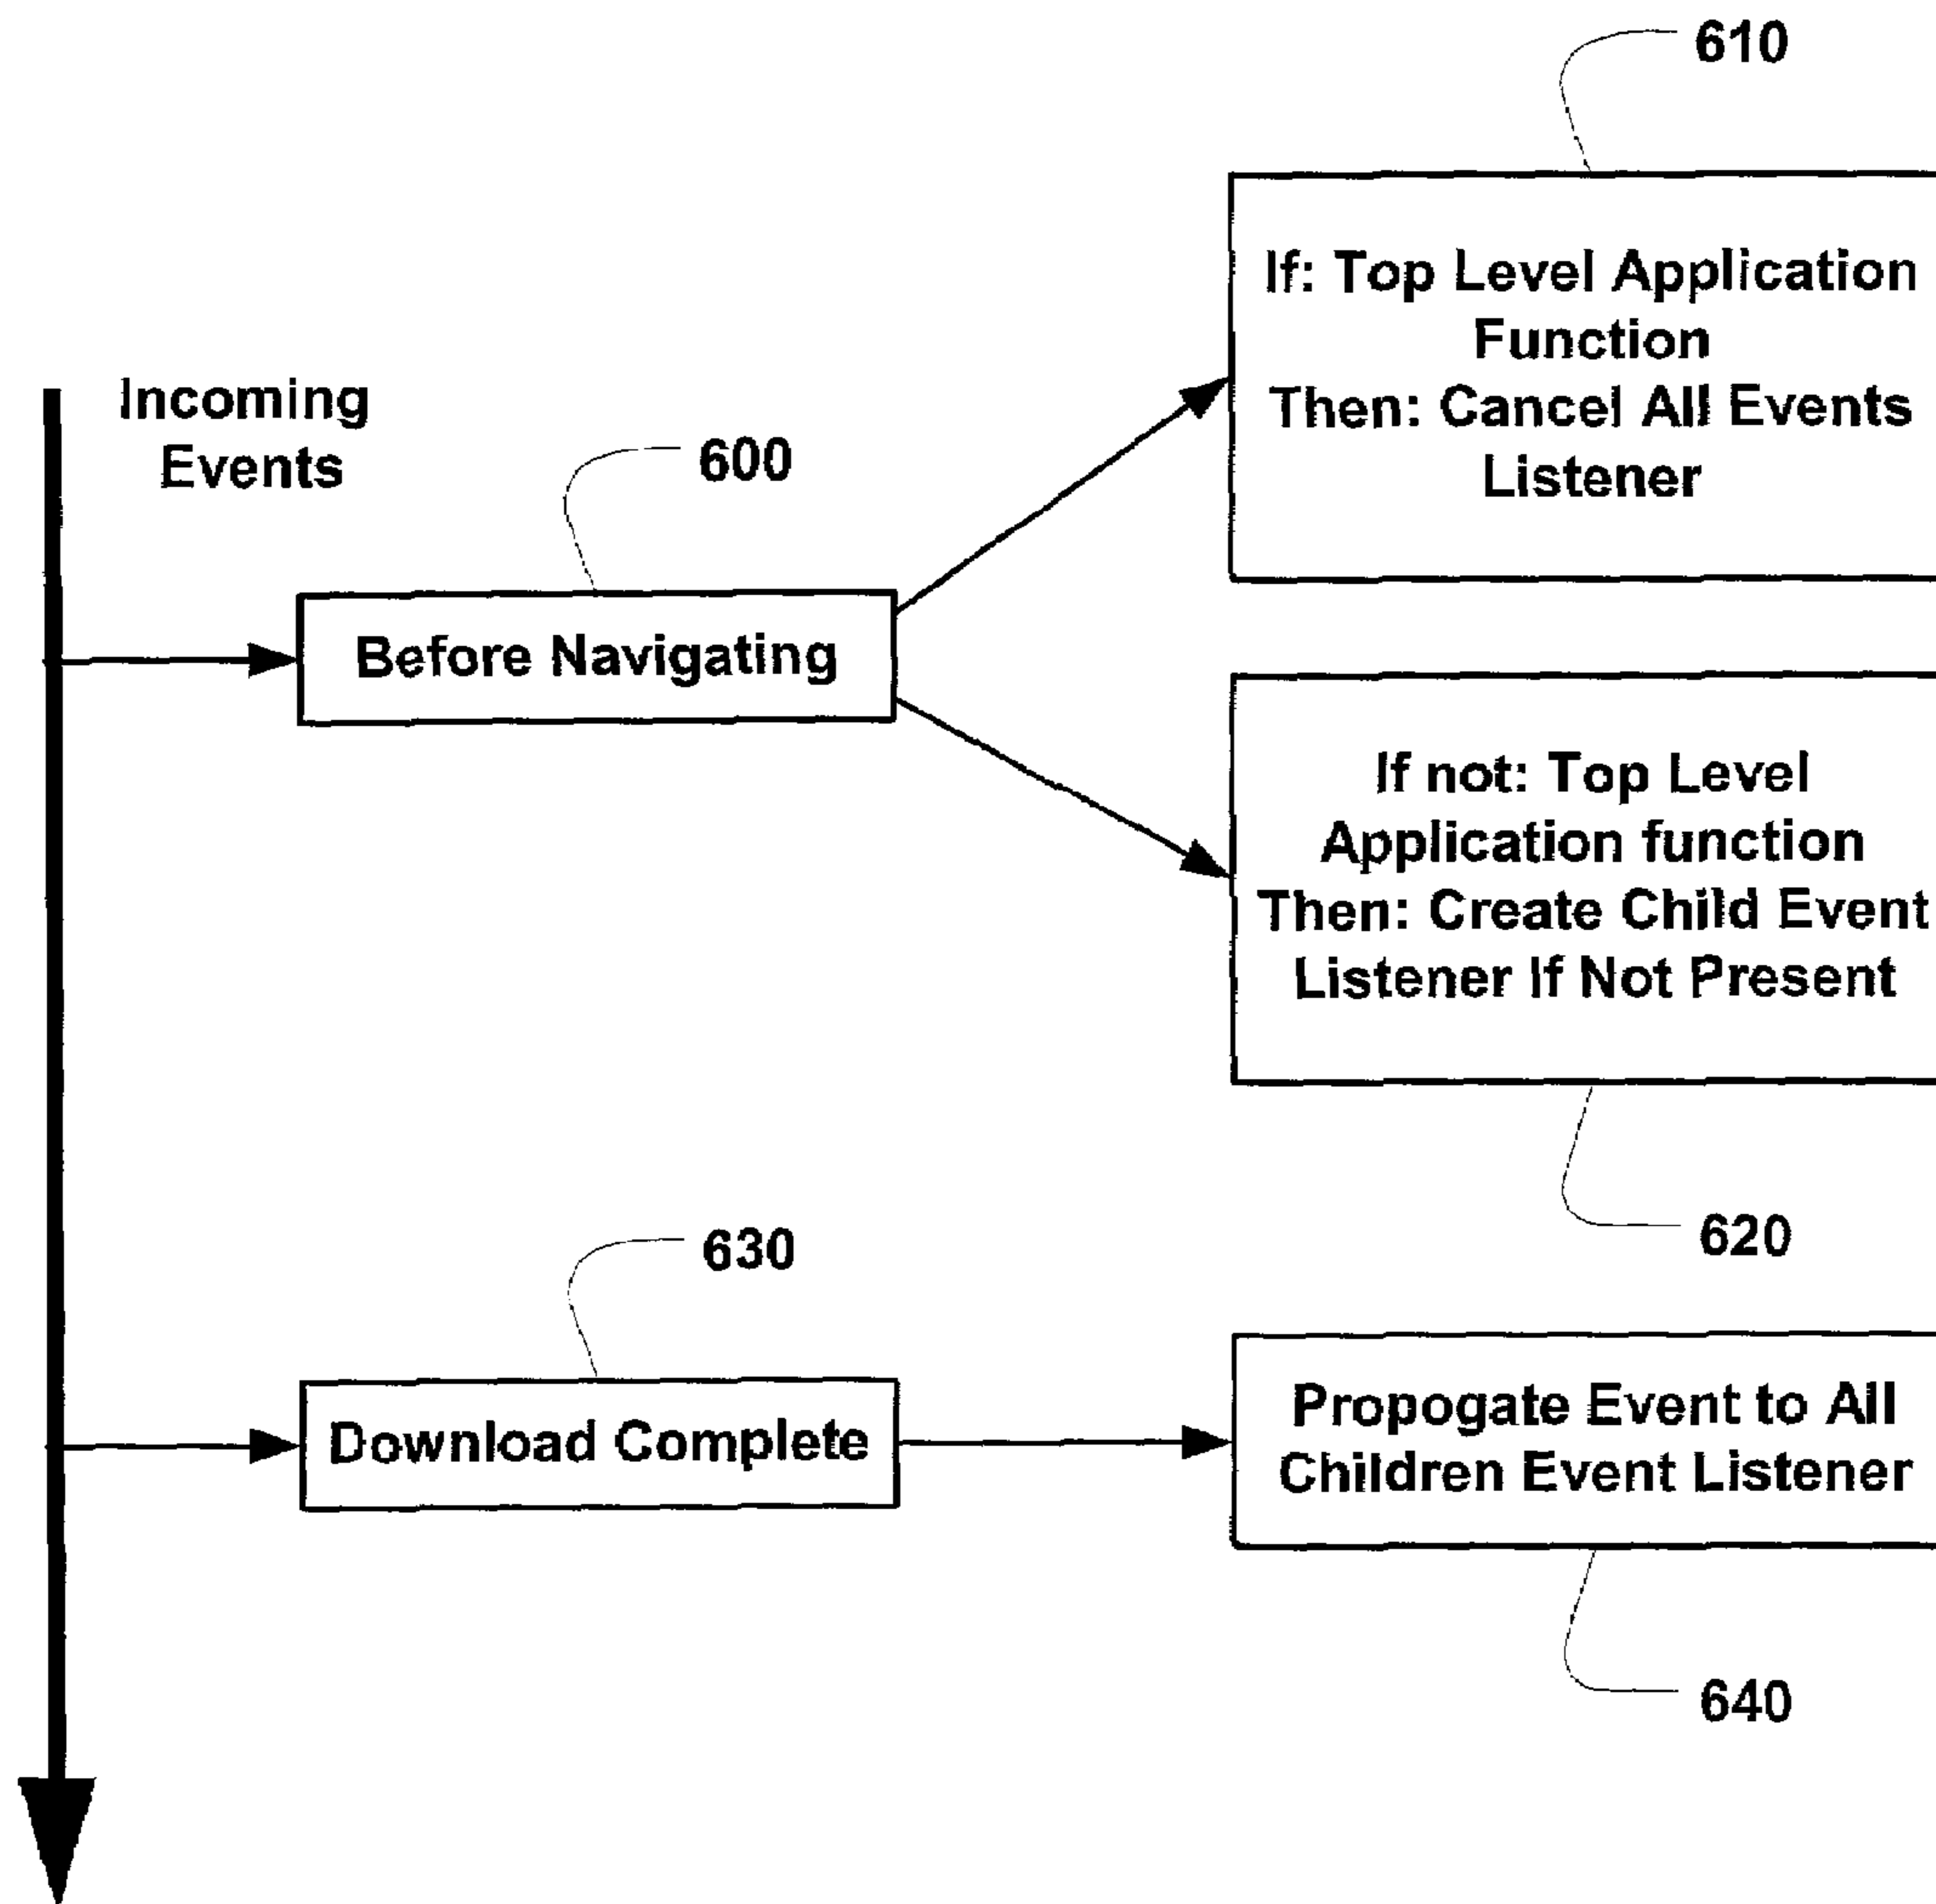 610
If: Top Level Application
Function
Then: Cancel All Events
Listener
Incoming
Events
600
Before Navigating
If not: Top Level
Application function
Then: Create Child Event
Listener If Not Present
620
630
Download Complete
Propogate Event to All
Children Event Listener
640